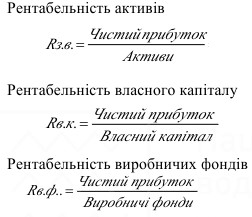 Рентабельність активів
Rз.в. = Чистий прибуток
Активи
Рентабельність власного капіталу
Rв.к. = Чистий прибуток
Власний капітал
Рентабельність виробничих фондів
Rв.ф.. = Чистий прибуток
Виробничі фонди